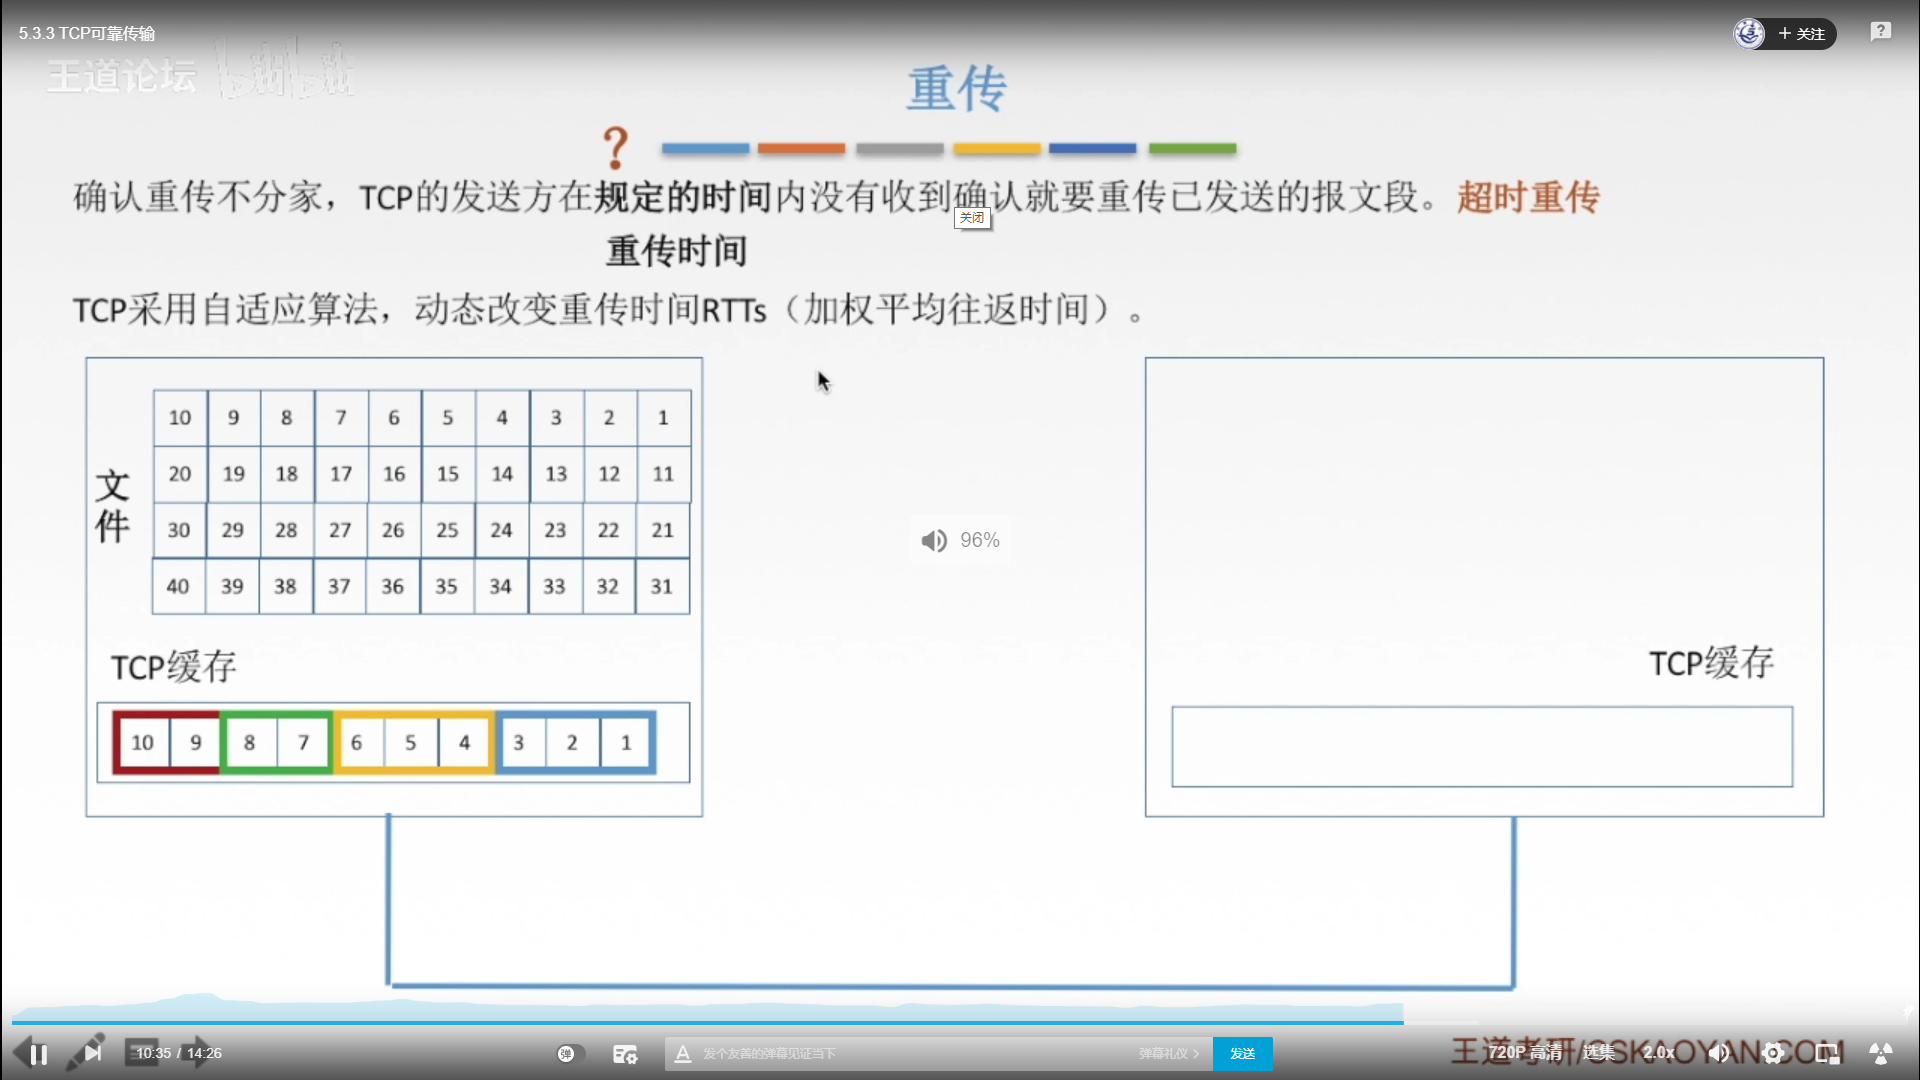 5.3.3 TCP可靠传输
关注
王道论坛 bilibili
重传
?
确认重传不分家，TCP的发送方在规定的时间内没有收到确认就要重传已发送的报文段。超时重传
关闭
重传时间
TCP采用自适应算法，动态改变重传时间RTTs（加权平均往返时间）。
文件
10 9 8 7 6 5 4 3 2 1
20 19 18 17 16 15 14 13 12 11
30 29 28 27 26 25 24 23 22 21
40 39 38 37 36 35 34 33 32 31
96%
TCP缓存
10 9 8 7 6 5 4 3 2 1
TCP缓存
10:35 / 14:26
弹
发个友善的弹幕见证当下
弹幕礼仪
发送
王道考研/CSKAOYAN.COM
720P 高清
选集
2.0x